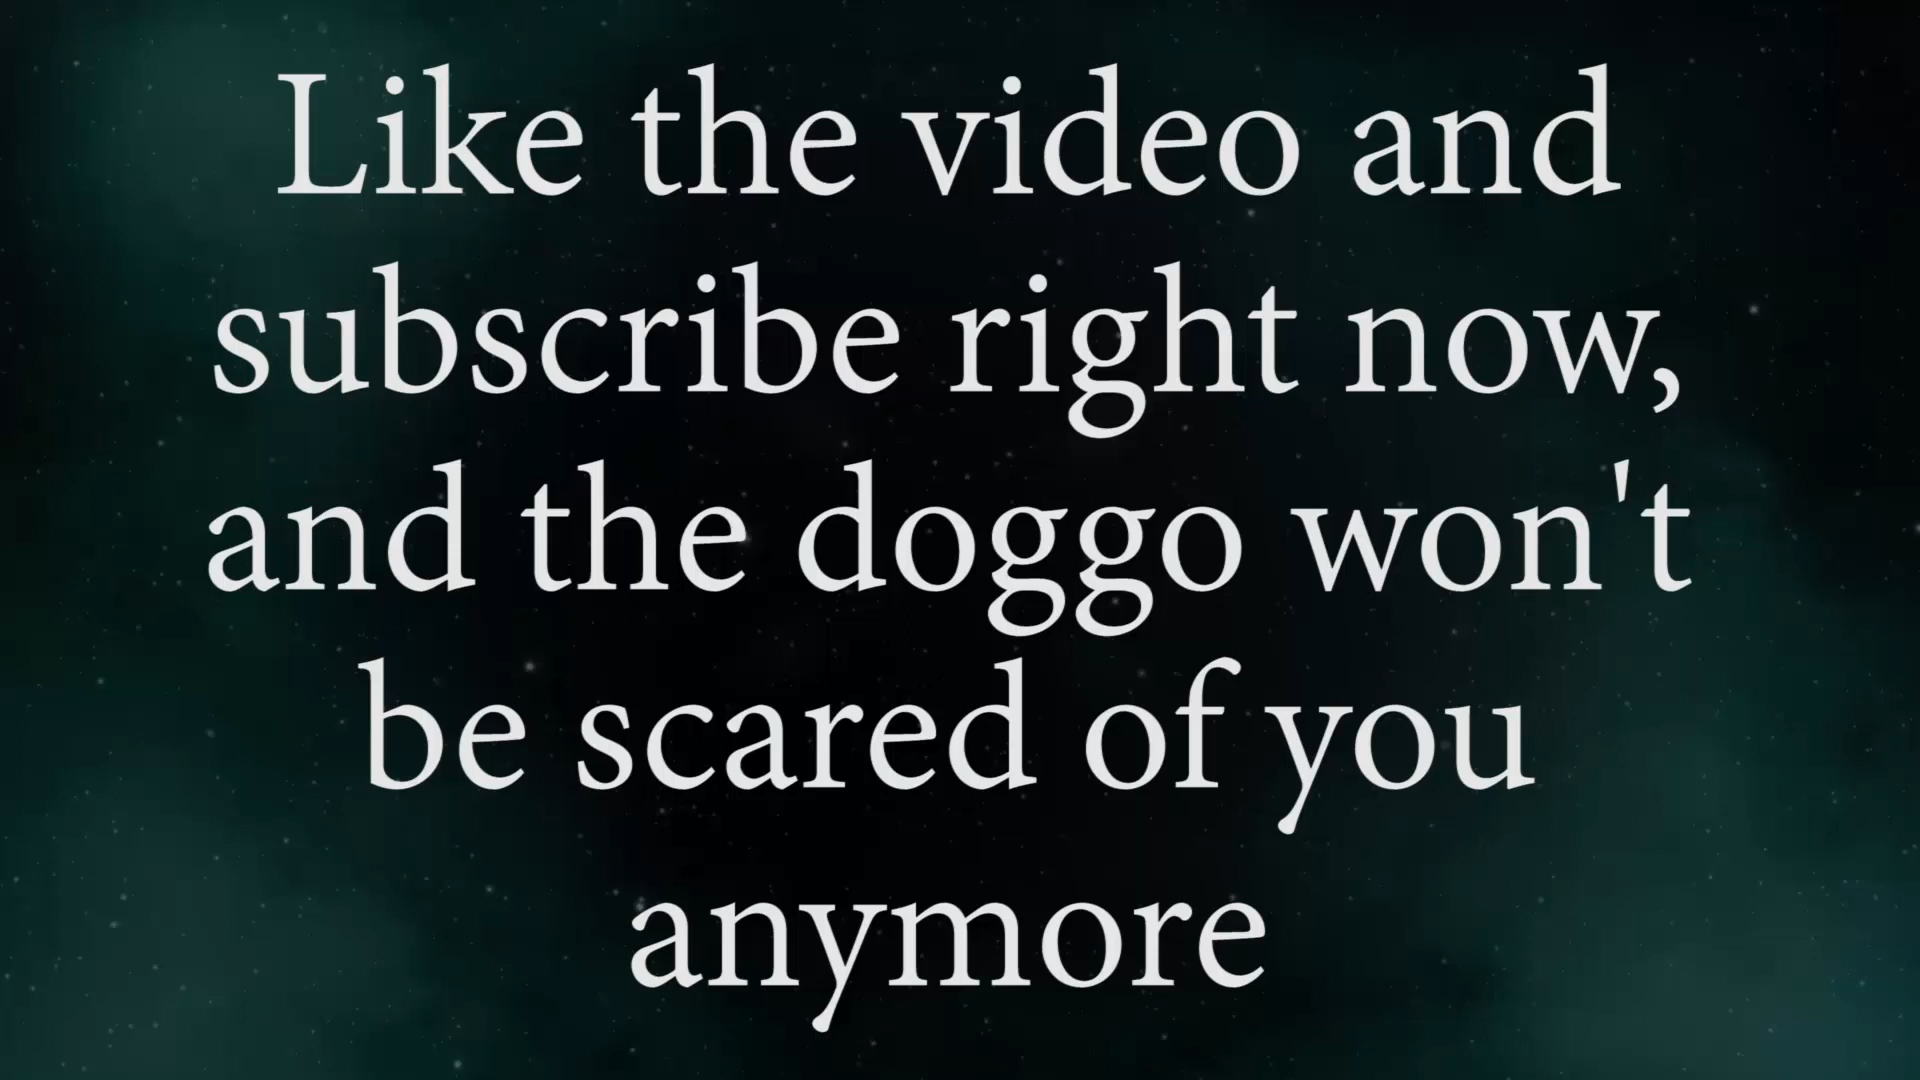 Like the video and
subscribe right now,
and the doggo won't
be scared of you
anymore